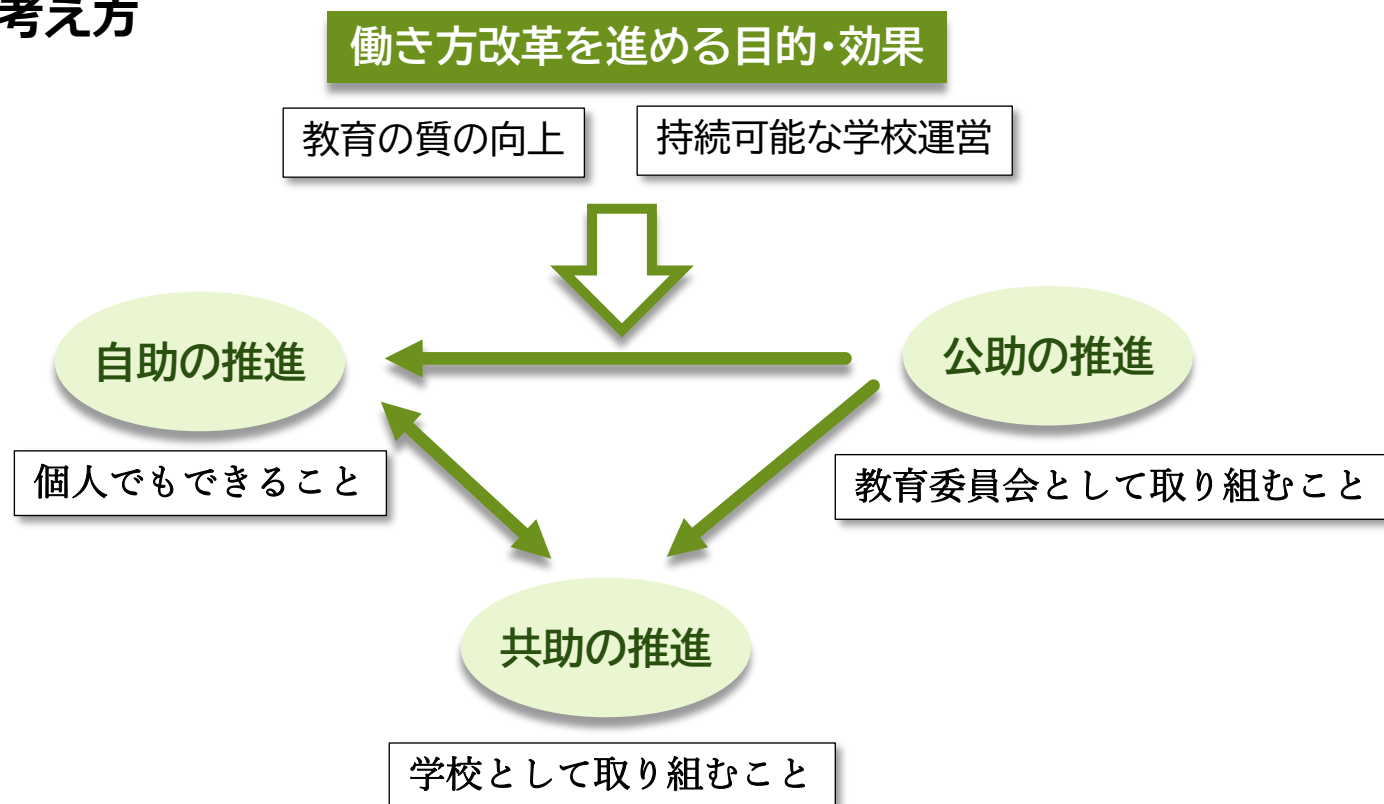 考え方
働き方改革を進める目的・効果
教育の質の向上
持続可能な学校運営
自助の推進
公助の推進
個人でもできること
教育委員会として取り組むこと
共助の推進
学校として取り組むこと